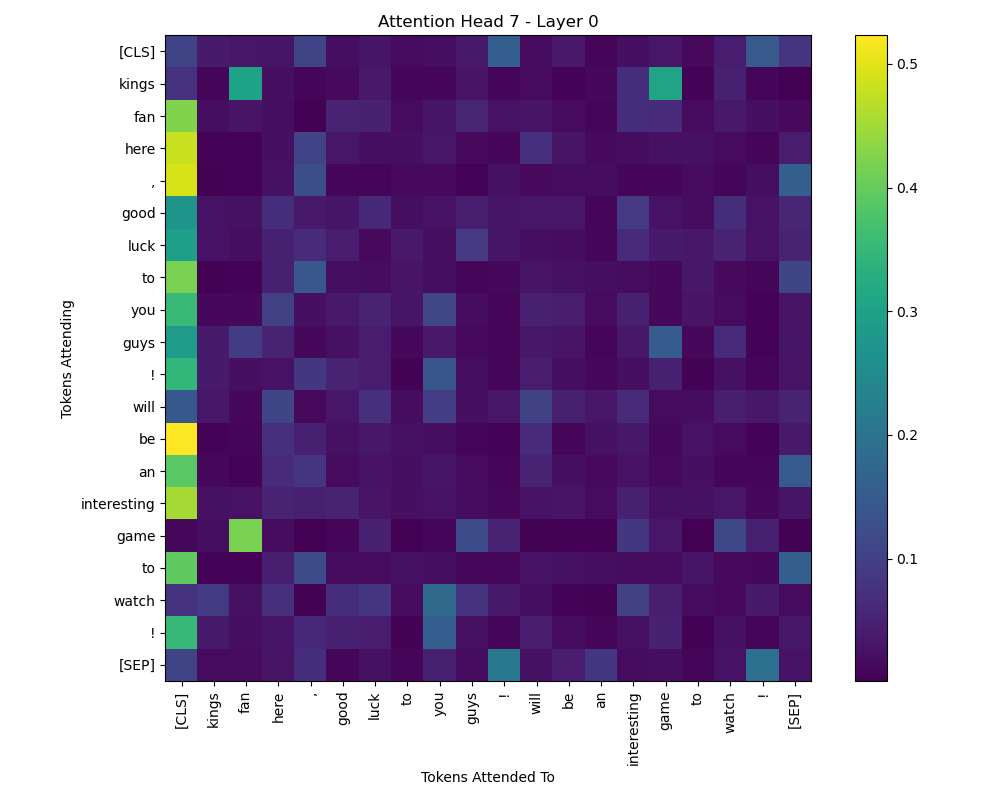 Attention Head 7 - Layer 0
Tokens Attending
[CLS]
kings
fan
here
,
good
luck
to
you
guys
!
will
be
an
interesting
game
to
watch
!
[SEP]
[CLS]
kings
fan
here
,
good
luck
to
you
guys
!
will
be
an
interesting
game
to
watch
!
[SEP]
Tokens Attended To
0.5
0.4
0.3
0.2
0.1